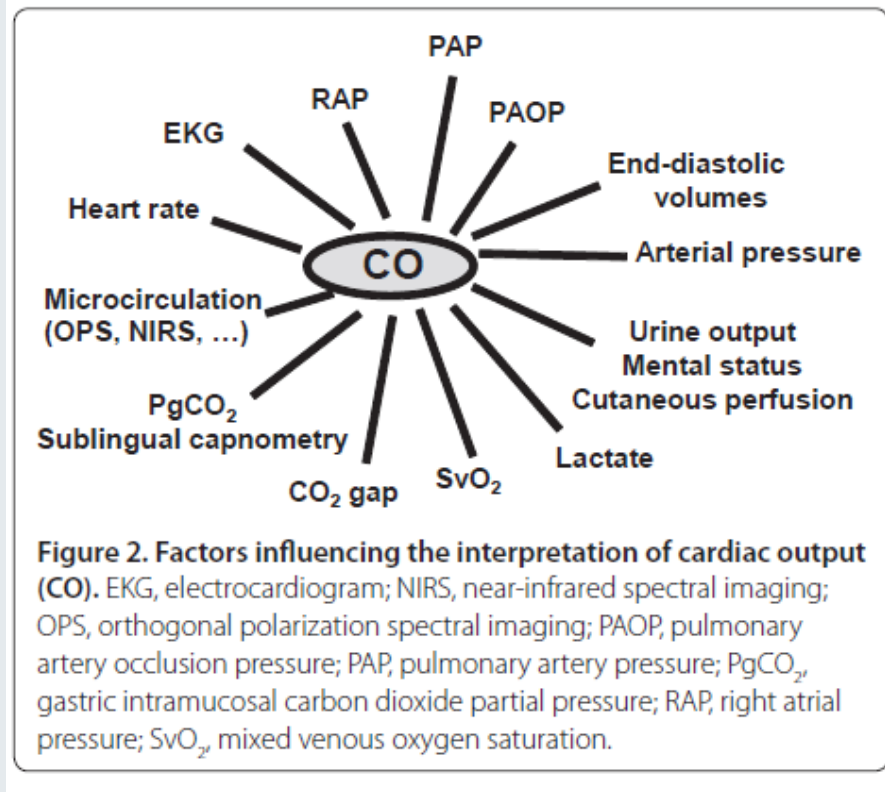 PAP
RAP
PAOP
EKG
End-diastolic
volumes
Heart rate
Arterial pressure
CO
Microcirculation
(OPS, NIRS, …)
Urine output
Mental status
Cutaneous perfusion
PgCO₂
Sublingual capnometry
Lactate
SvO₂
CO₂ gap
Figure 2. Factors influencing the interpretation of cardiac output
(CO). EKG, electrocardiogram; NIRS, near-infrared spectral imaging;
OPS, orthogonal polarization spectral imaging; PAOP, pulmonary
artery occlusion pressure; PAP, pulmonary artery pressure; PgCO₂,
gastric intramucosal carbon dioxide partial pressure; RAP, right atrial
pressure; SvO₂, mixed venous oxygen saturation.